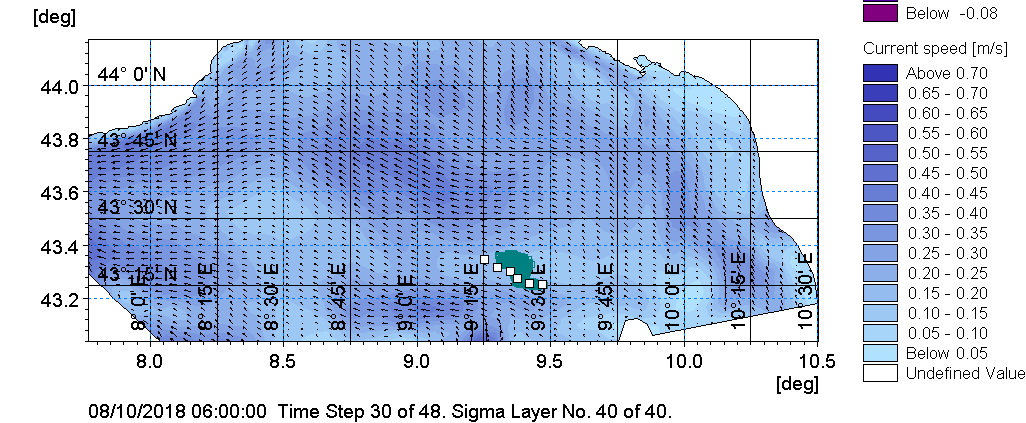 [deg]
Below -0.08
Current speed [m/s]
Above 0.70
0.65 - 0.70
0.60 - 0.65
0.55 - 0.60
0.50 - 0.55
0.45 - 0.50
0.40 - 0.45
0.35 - 0.40
0.30 - 0.35
0.25 - 0.30
0.20 - 0.25
0.15 - 0.20
0.10 - 0.15
0.05 - 0.10
Below 0.05
Undefined Value
44.0
43.8
43.6
43.4
43.2
44° 0' N
43°45' N
43°30' N
43°15' N
8° 0' E
8°15' E
8°30' E
8°45' E
9° 0' E
9°15' E
9°30' E
9°45' E
10° 0' E
10°15' E
10°30' E
8.0
8.5
9.0
9.5
10.0
10.5
[deg]
08/10/2018 06:00:00 Time Step 30 of 48. Sigma Layer No. 40 of 40.